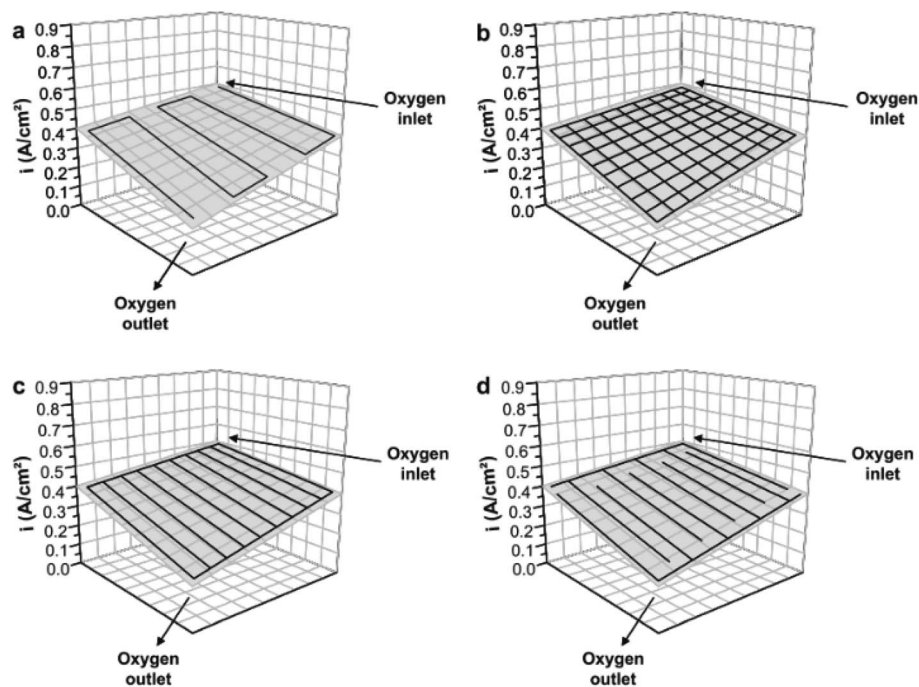 a
0.9
0.8
0.7
0.6
0.5
0.4
0.3
0.2
0.1
0.0
i (A/cm²)
Oxygen
inlet
Oxygen
outlet
b
0.9
0.8
0.7
0.6
0.5
0.4
0.3
0.2
0.1
0.0
i (A/cm²)
Oxygen
inlet
Oxygen
outlet
c
0.9
0.8
0.7
0.6
0.5
0.4
0.3
0.2
0.1
0.0
i (A/cm²)
Oxygen
inlet
Oxygen
outlet
d
0.9
0.8
0.7
0.6
0.5
0.4
0.3
0.2
0.1
0.0
i (A/cm²)
Oxygen
inlet
Oxygen
outlet